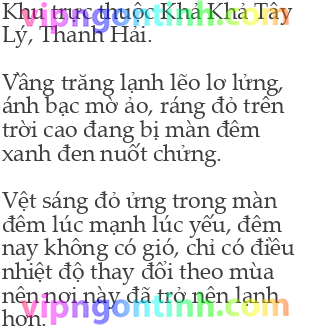 Khu trực thuộc Khả Khả Tây
vipngontinh.com
Lý, Thanh Hải.
Vầng trăng lạnh lẽo lơ lửng,
ánh bạc mờ ảo, ráng đỏ trên
trời cao đang bị màn đêm
xanh đen nuốt chửng.
Vệt sáng đỏ ửng trong màn
đêm lúc mạnh lúc yếu, đêm
nay không có gió, chỉ có điều
nhiệt độ thay đổi theo mùa
nên nơi này đã trở nên lạnh
vipngontinh.com
hơn.